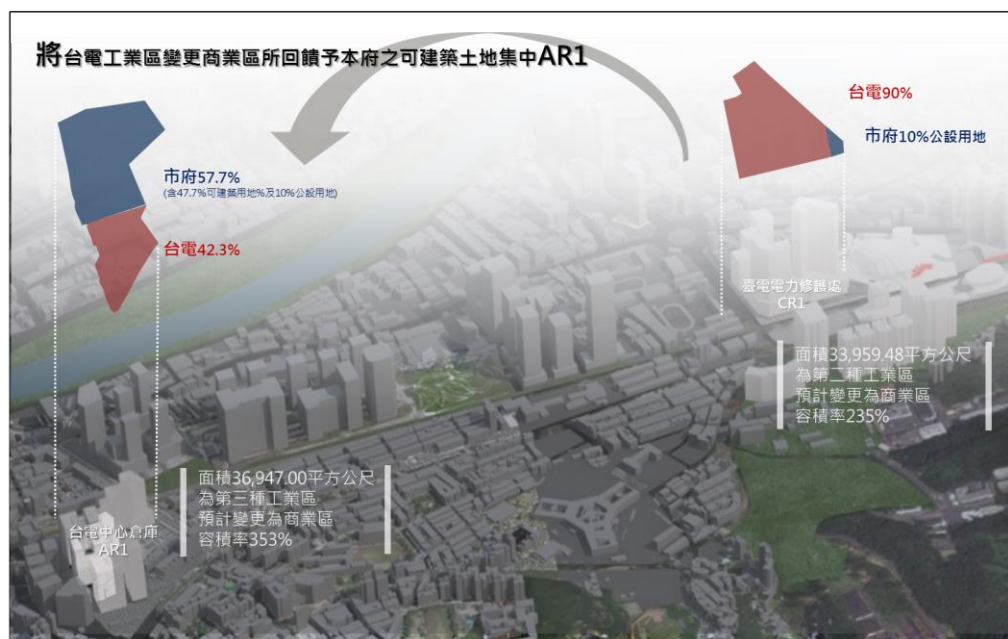 將台電工業區變更商業區所回饋予本府之可建築土地集中AR1
台電90%
市府10%公設用地
市府57.7%
(含47.7%可建築用地%及10%公設用地)
台電42.3%
臺電電力修護處
CR1
面積33,959.48平方公尺
為第二種工業區
預計變更為商業區
容積率235%
面積36,947.00平方公尺
為第三種工業區
預計變更為商業區
容積率353%
台電中心倉庫
AR1